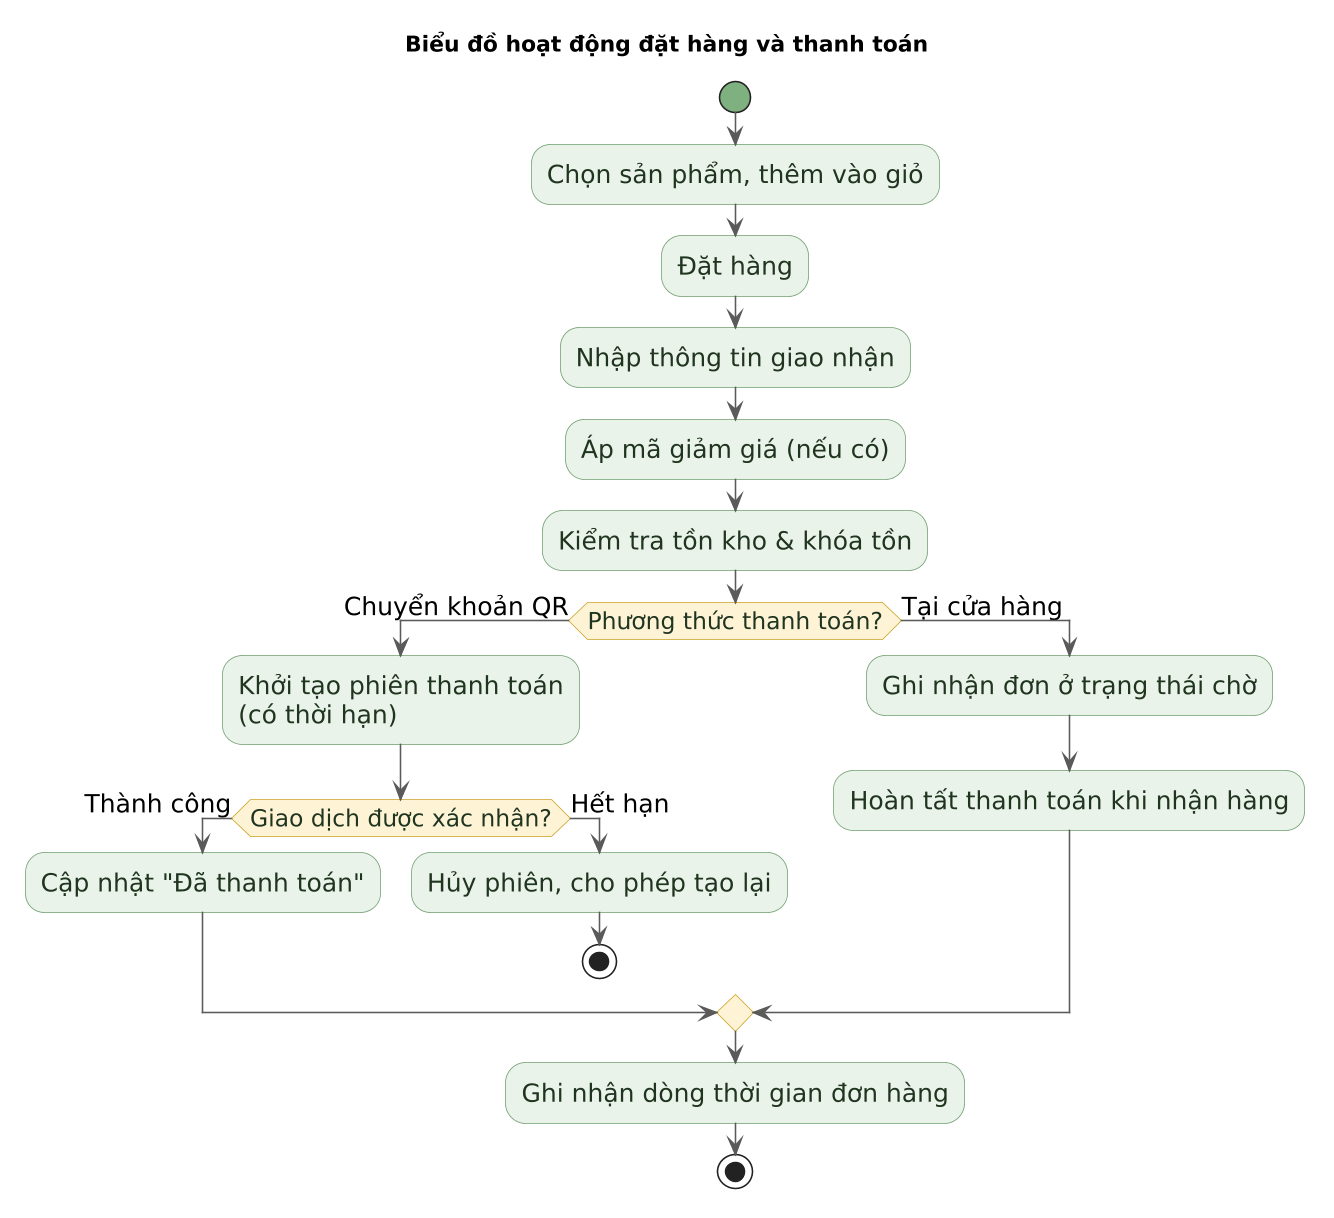 Biểu đồ hoạt động đặt hàng và thanh toán
Chọn sản phẩm, thêm vào giỏ
Đặt hàng
Nhập thông tin giao nhận
Áp mã giảm giá (nếu có)
Kiểm tra tồn kho & khóa tồn
Phương thức thanh toán?
Chuyển khoản QR
Tại cửa hàng
Khởi tạo phiên thanh toán
(có thời hạn)
Ghi nhận đơn ở trạng thái chờ
Giao dịch được xác nhận?
Thành công
Hết hạn
Hoàn tất thanh toán khi nhận hàng
Cập nhật "Đã thanh toán"
Hủy phiên, cho phép tạo lại
Ghi nhận dòng thời gian đơn hàng